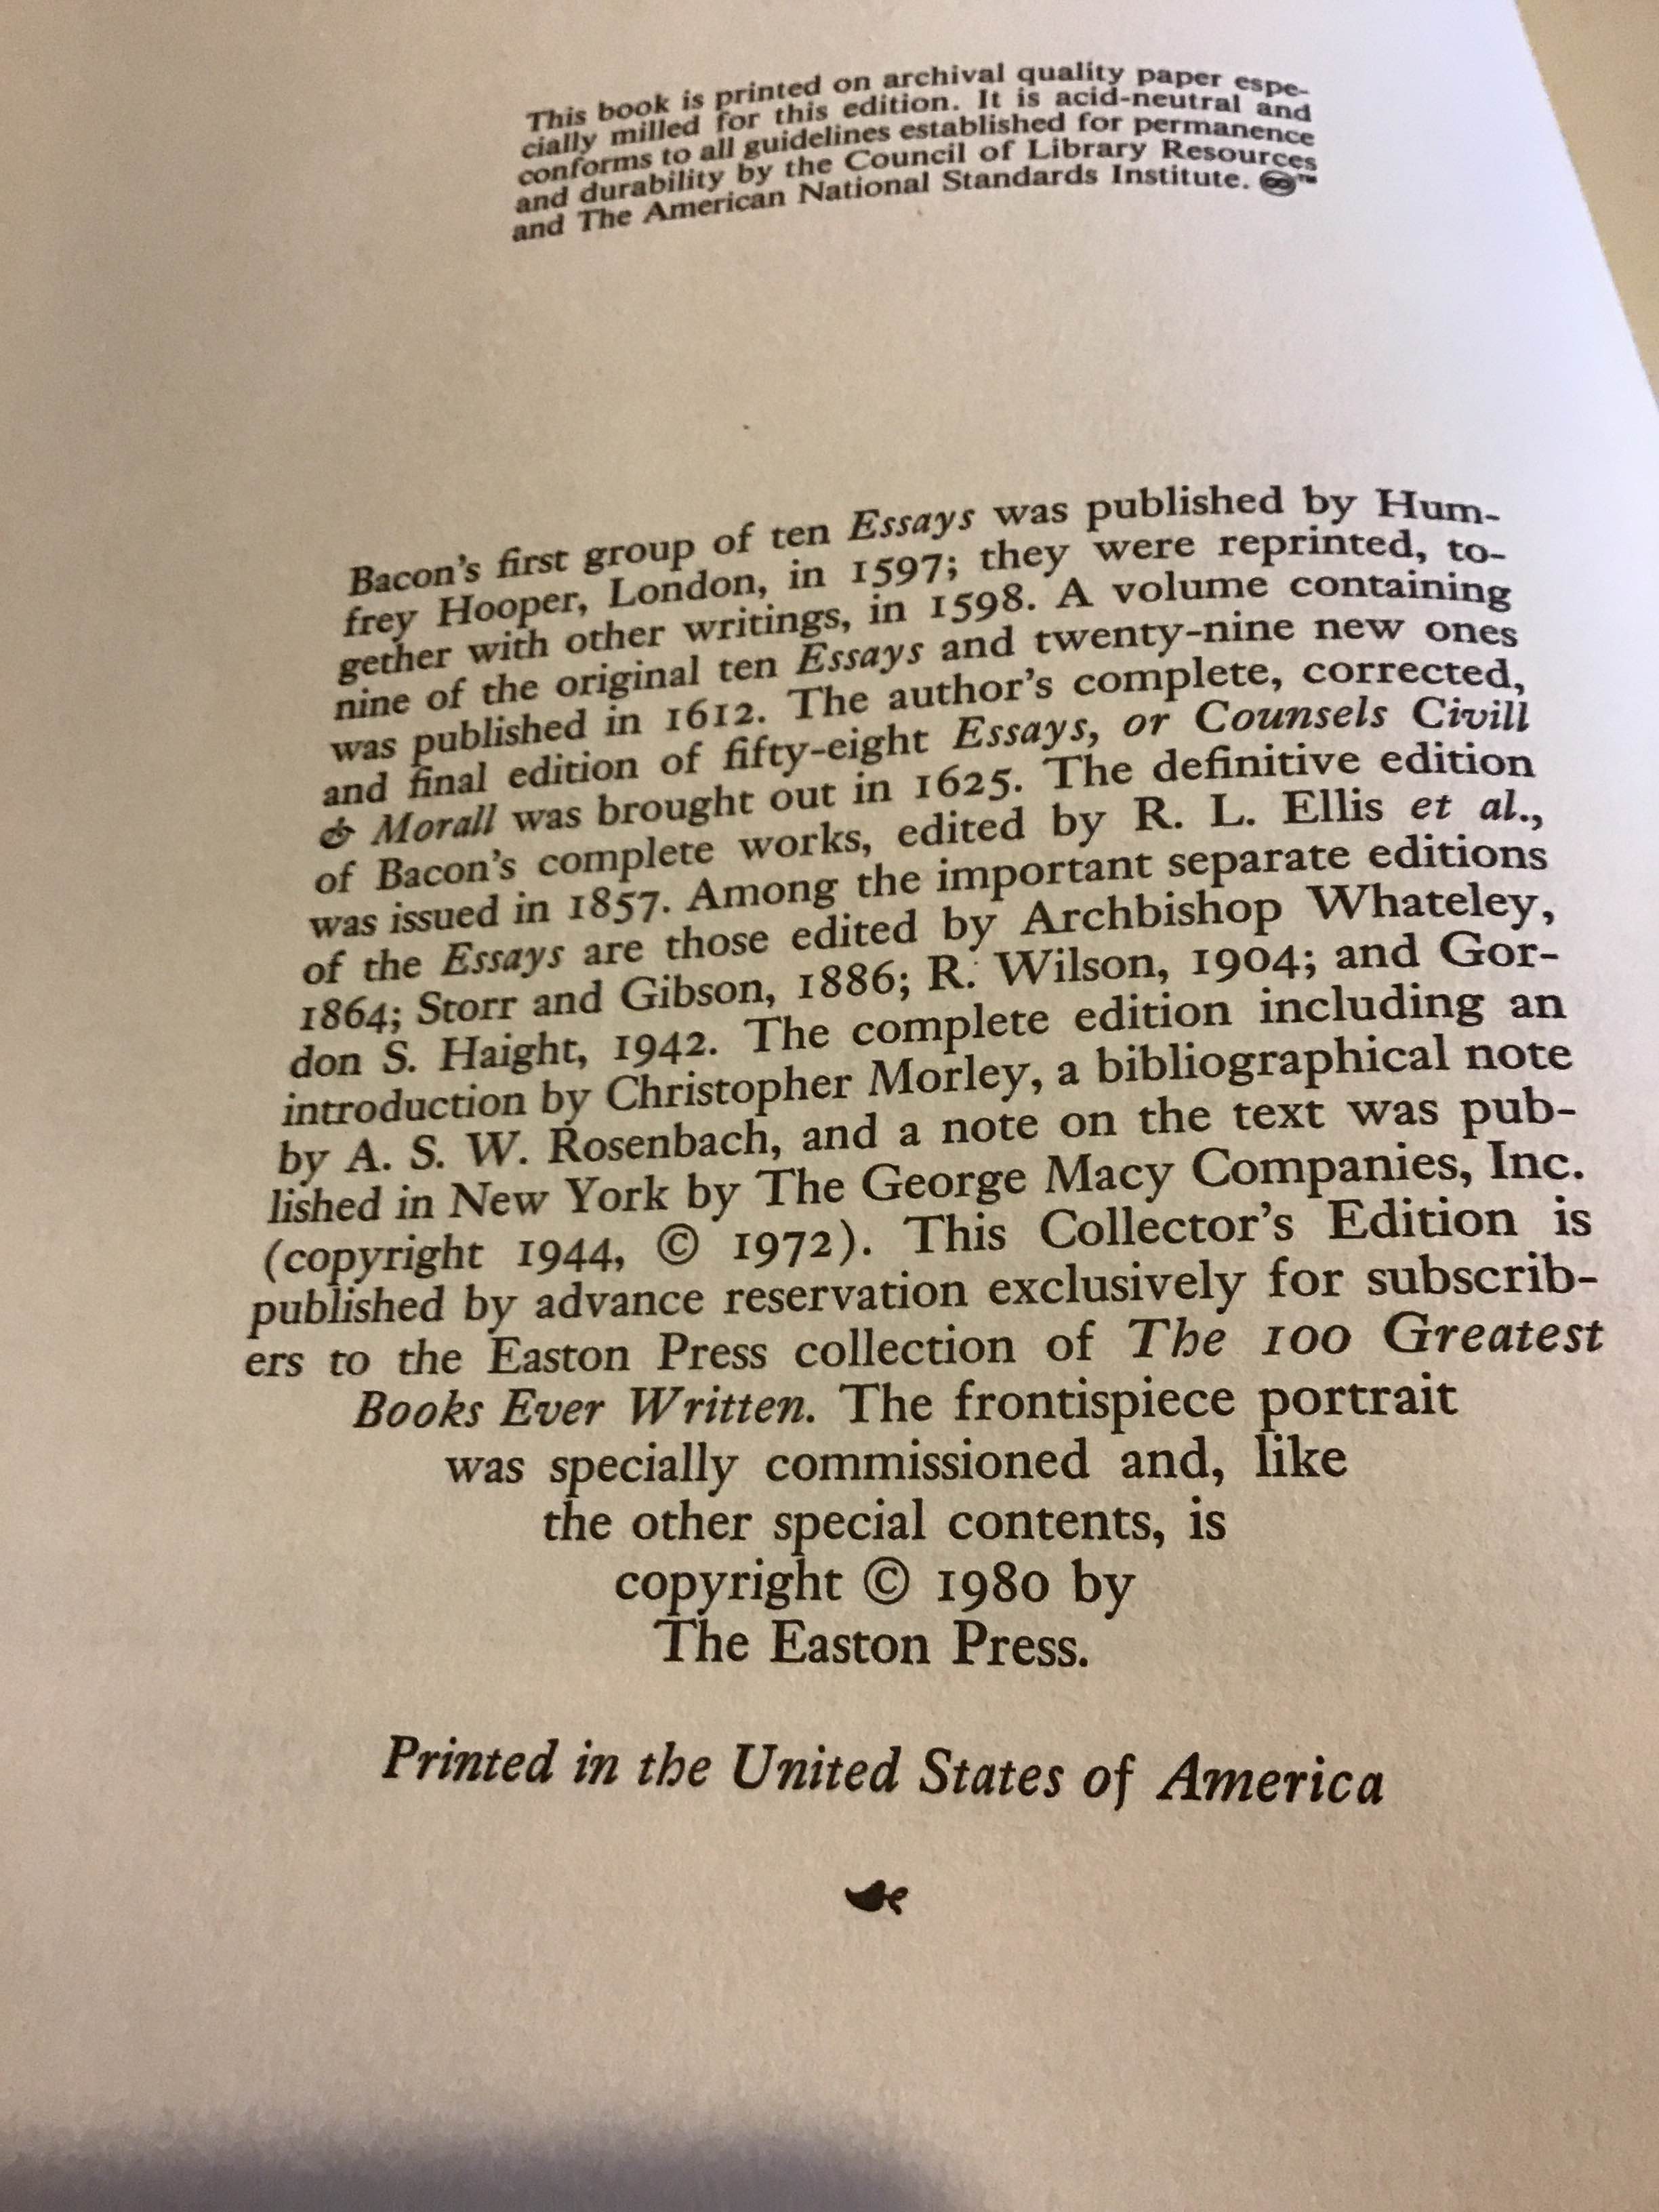 This book is printed on archival quality paper espe-
cially milled for this edition. It is acid-neutral and
conforms to all guidelines established for permanence
and durability by the Council of Library Resources
and The American National Standards Institute. ♾™
Bacon's first group of ten Essays was published by Hum-
frey Hooper, London, in 1597; they were reprinted, to-
gether with other writings, in 1598. A volume containing
nine of the original ten Essays and twenty-nine new ones
was published in 1612. The author's complete, corrected,
and final edition of fifty-eight Essays, or Counsels Civill
& Morall was brought out in 1625. The definitive edition
of Bacon's complete works, edited by R. L. Ellis et al.,
was issued in 1857. Among the important separate editions
of the Essays are those edited by Archbishop Whateley,
1864; Storr and Gibson, 1886; R. Wilson, 1904; and Gor-
don S. Haight, 1942. The complete edition including an
introduction by Christopher Morley, a bibliographical note
by A. S. W. Rosenbach, and a note on the text was pub-
lished in New York by The George Macy Companies, Inc.
(copyright 1944, © 1972). This Collector's Edition is
published by advance reservation exclusively for subscrib-
ers to the Easton Press collection of The 100 Greatest
Books Ever Written. The frontispiece portrait
was specially commissioned and, like
the other special contents, is
copyright © 1980 by
The Easton Press.
Printed in the United States of America